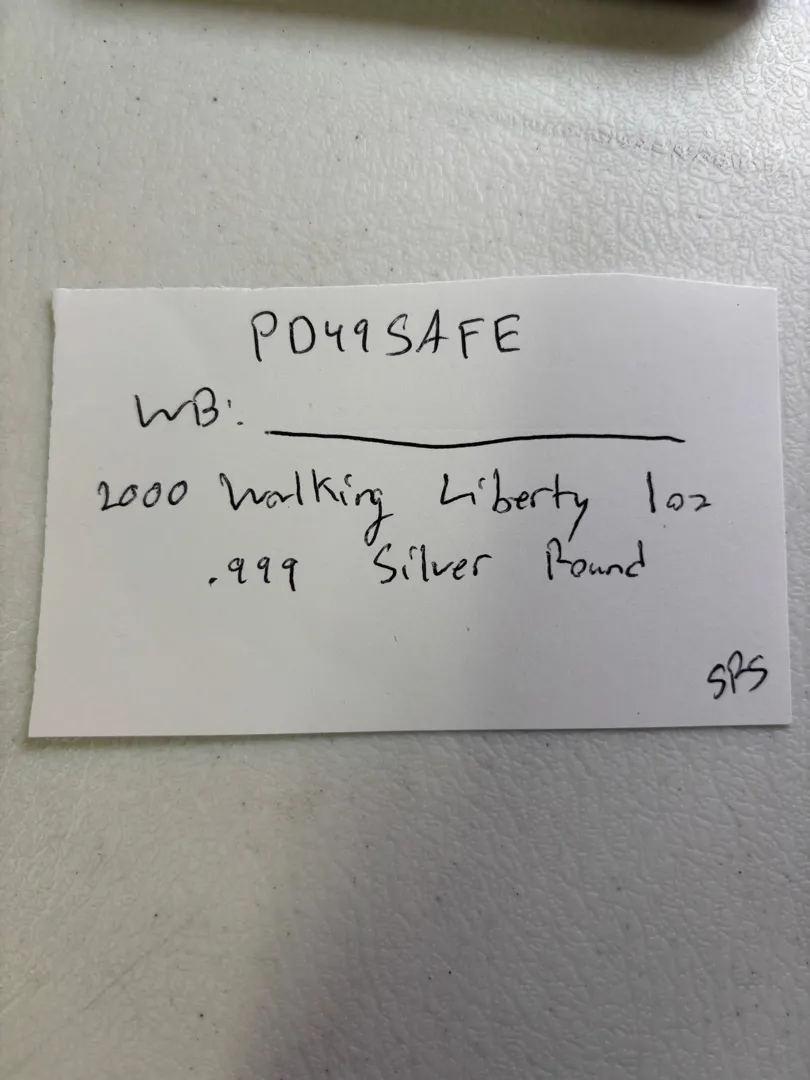 PD49SAFE
WB:
2000 Walking Liberty 1oz
.999 Silver Round
SPS